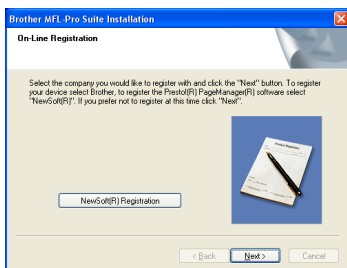 Brother MFL-Pro Suite Installation
On-Line Registration
Select the company you would like to register with and click the "Next" button. To register
your device select Brother, to register the Presto!(R) PageManager(R) software select
"NewSoft(R)". If you prefer not to register at this time click "Next".
Product Registration
NewSoft(R) Registration
< Back
Next >
Cancel